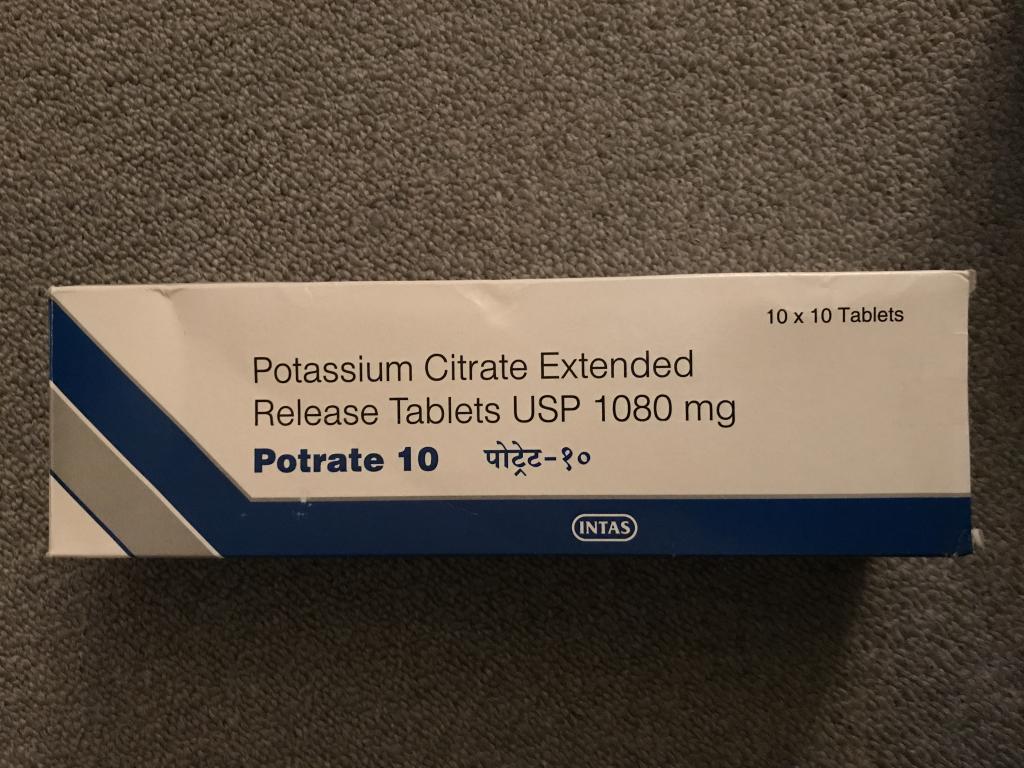 10 x 10 Tablets
Potassium Citrate Extended
Release Tablets USP 1080 mg
Potrate 10 पोट्रेट-१०
INTAS